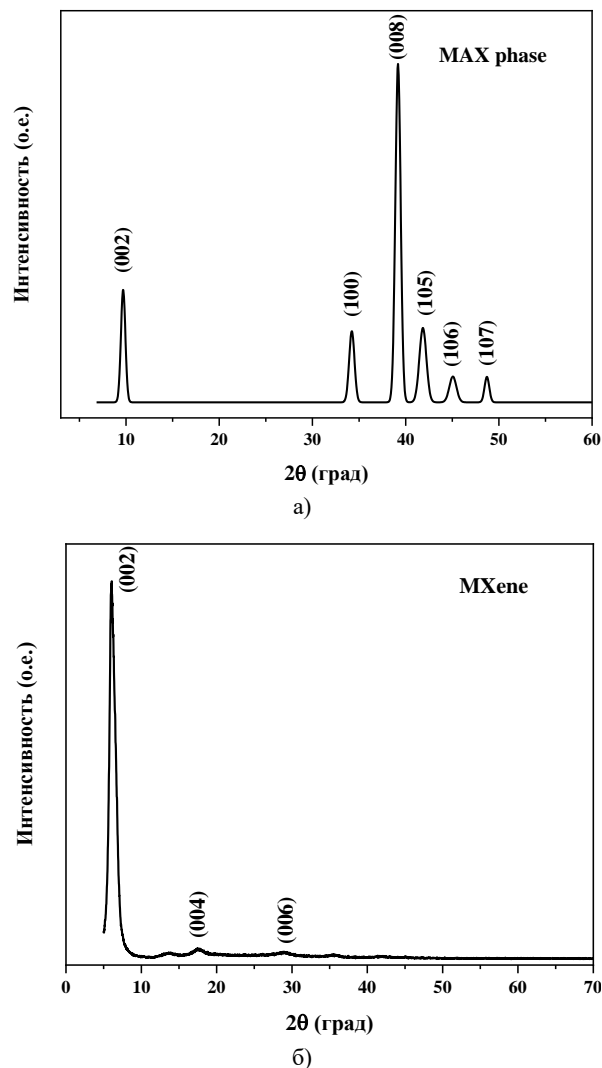 (008)
MAX phase
(002)
(100)
(105)
(106)
(107)
Интенсивность (о.е.)
10 20 30 40 50 60
2θ (град)
а)
(002)
MXene
(004)
(006)
Интенсивность (о.е.)
0 10 20 30 40 50 60 70
2θ (град)
б)